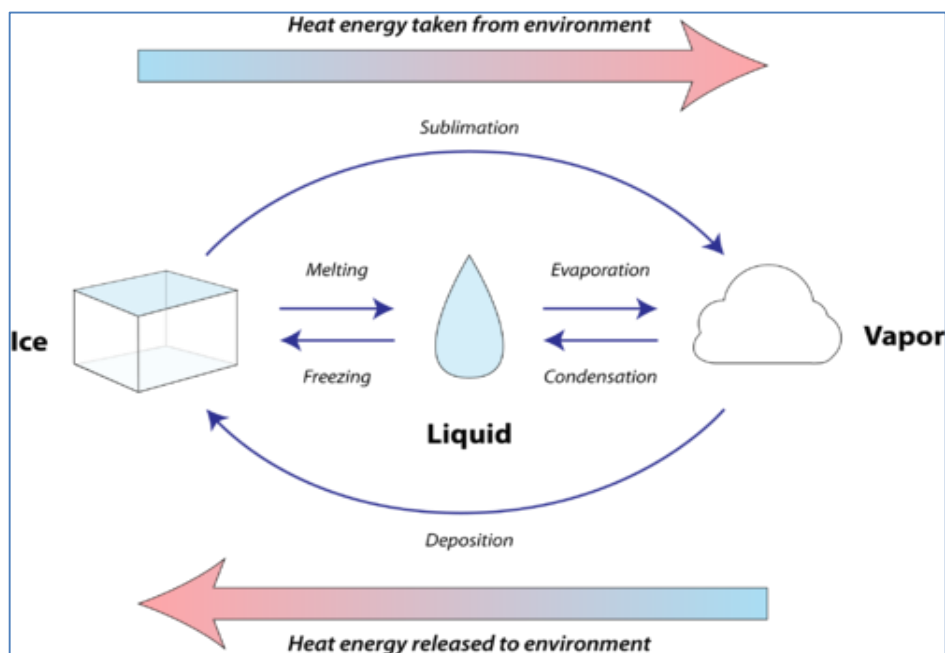 Heat energy taken from environment
Sublimation
Melting
Evaporation
Ice
Vapor
Freezing
Condensation
Liquid
Deposition
Heat energy released to environment